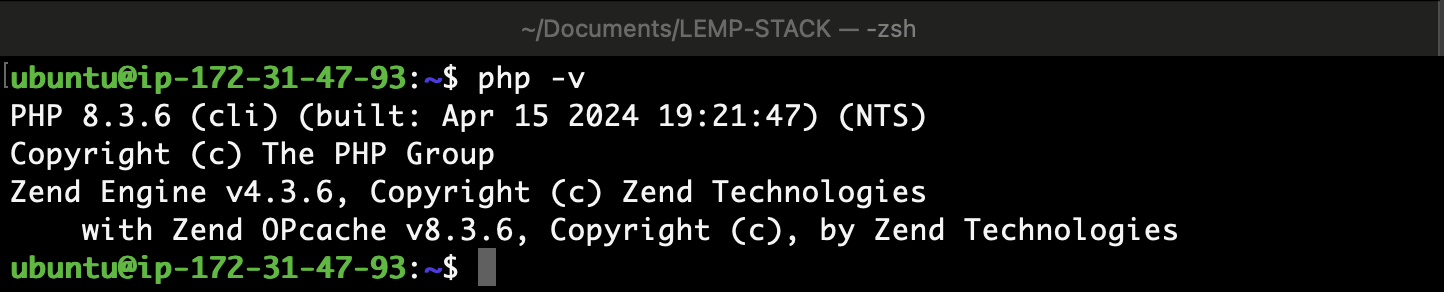 ~/Documents/LEMP-STACK — -zsh
ubuntu@ip-172-31-47-93:~$ php -v
PHP 8.3.6 (cli) (built: Apr 15 2024 19:21:47) (NTS)
Copyright (c) The PHP Group
Zend Engine v4.3.6, Copyright (c) Zend Technologies
    with Zend OPcache v8.3.6, Copyright (c), by Zend Technologies
ubuntu@ip-172-31-47-93:~$